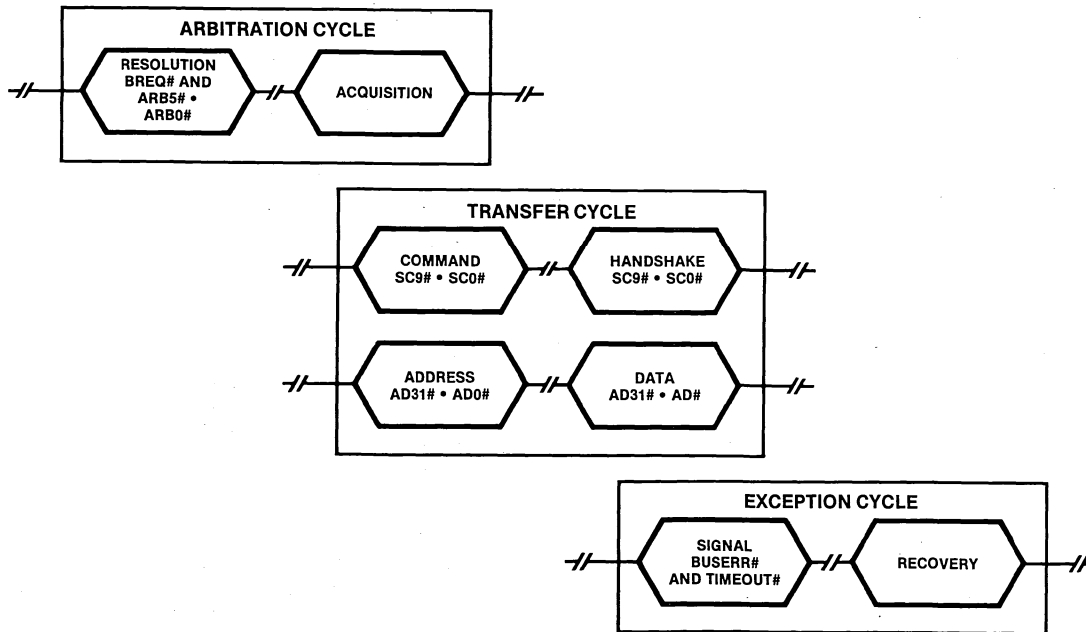 ARBITRATION CYCLE
RESOLUTION
BREQ# AND
ARB5# •
ARB0#
ACQUISITION
TRANSFER CYCLE
COMMAND
SC9# • SC0#
HANDSHAKE
SC9# • SC0#
ADDRESS
AD31# • AD0#
DATA
AD31# • AD#
EXCEPTION CYCLE
SIGNAL
BUSERR#
AND TIMEOUT#
RECOVERY